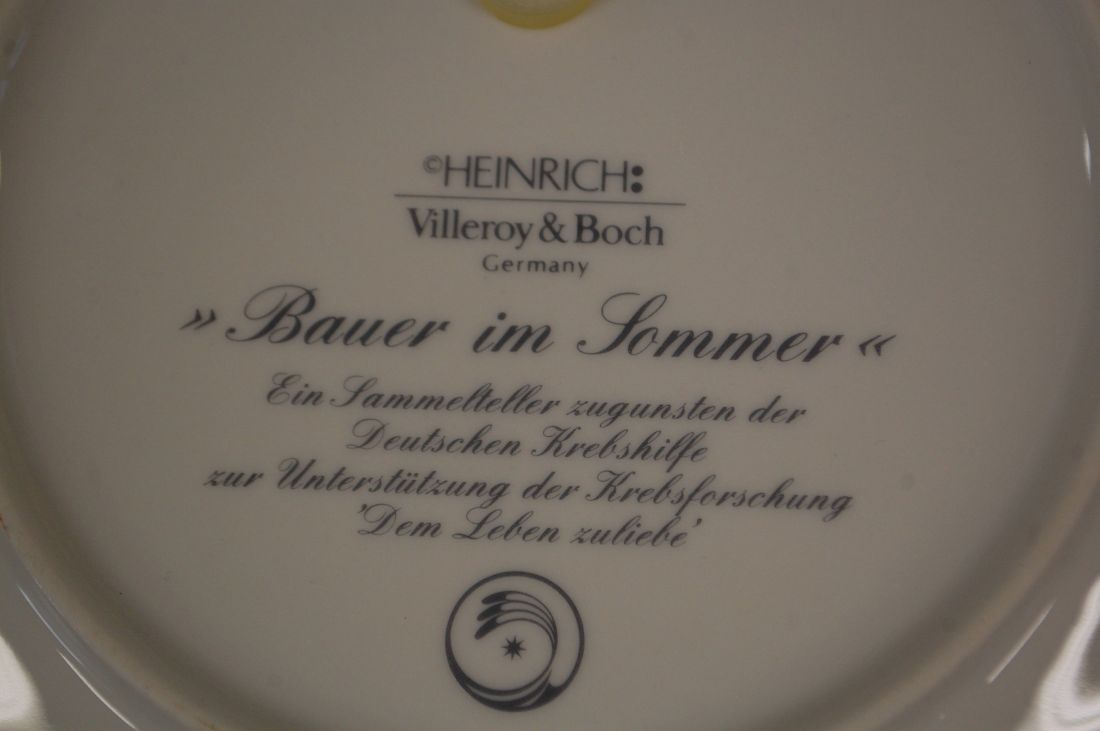 ©HEINRICH:
Villeroy & Boch
Germany
»Bauer im Sommer«
Ein Sammelteller zugunsten der
Deutschen Krebshilfe
zur Unterstützung der Krebsforschung
'Dem Leben zuliebe'